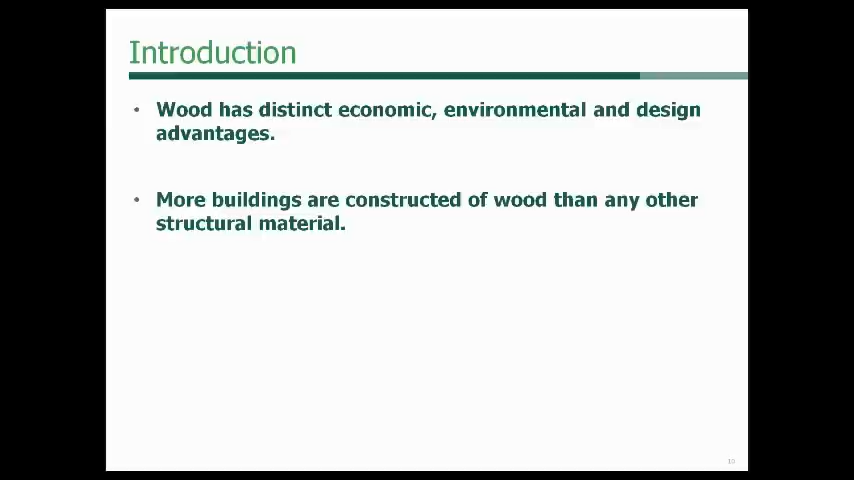 Introduction
• Wood has distinct economic, environmental and design
advantages.
• More buildings are constructed of wood than any other
structural material.
10